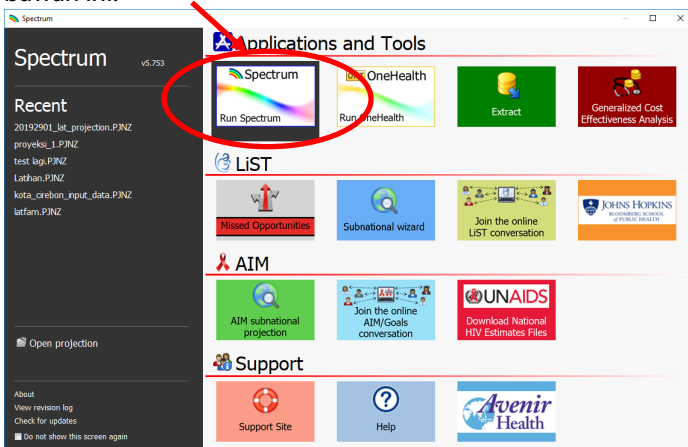 Spectrum
Spectrum
v5.753
Recent
20192901_lat_projection.PJNZ
proyeksi_1.PJNZ
test lagi.PJNZ
Latihan.PJNZ
kota_cirebon_input_data.PJNZ
latfam.PJNZ
Open projection
About
View revision log
Check for updates
Do not show this screen again
Applications and Tools
Spectrum
Run Spectrum
OneHealth
Run OneHealth
Extract
Generalized Cost
Effectiveness Analysis
LiST
Missed Opportunities
Subnational wizard
Join the online
LiST conversation
JOHNS HOPKINS
BLOOMBERG SCHOOL
of PUBLIC HEALTH
AIM
AIM subnational
projection
Join the online
AIM/Goals
conversation
UNAIDS
Download National
HIV Estimates Files
Support
Support Site
Help
Avenir
Health